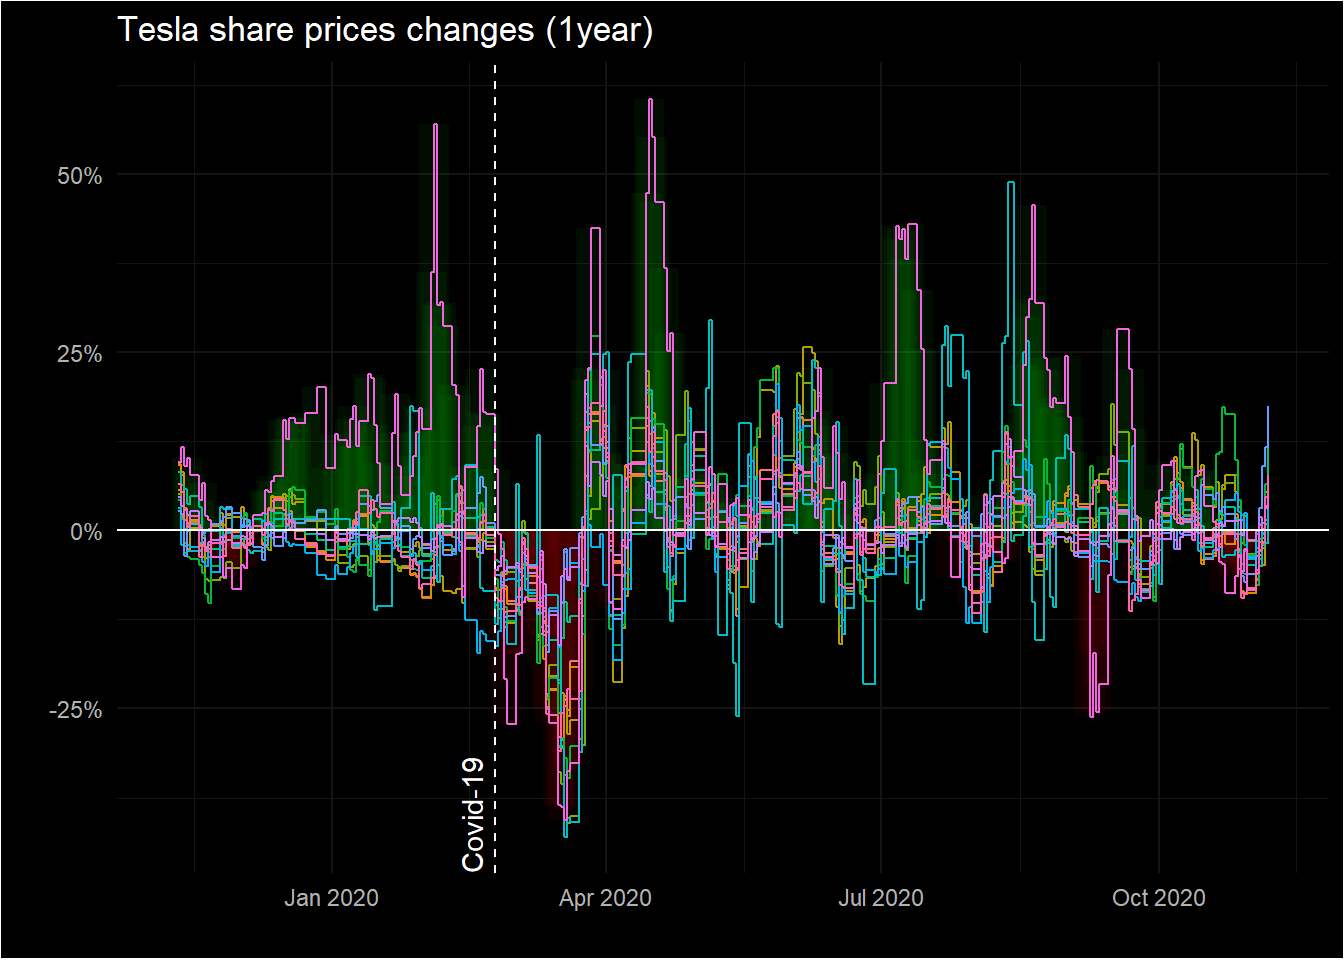 Tesla share prices changes (1year)
50%
25%
0%
-25%
Covid-19
Jan 2020
Apr 2020
Jul 2020
Oct 2020